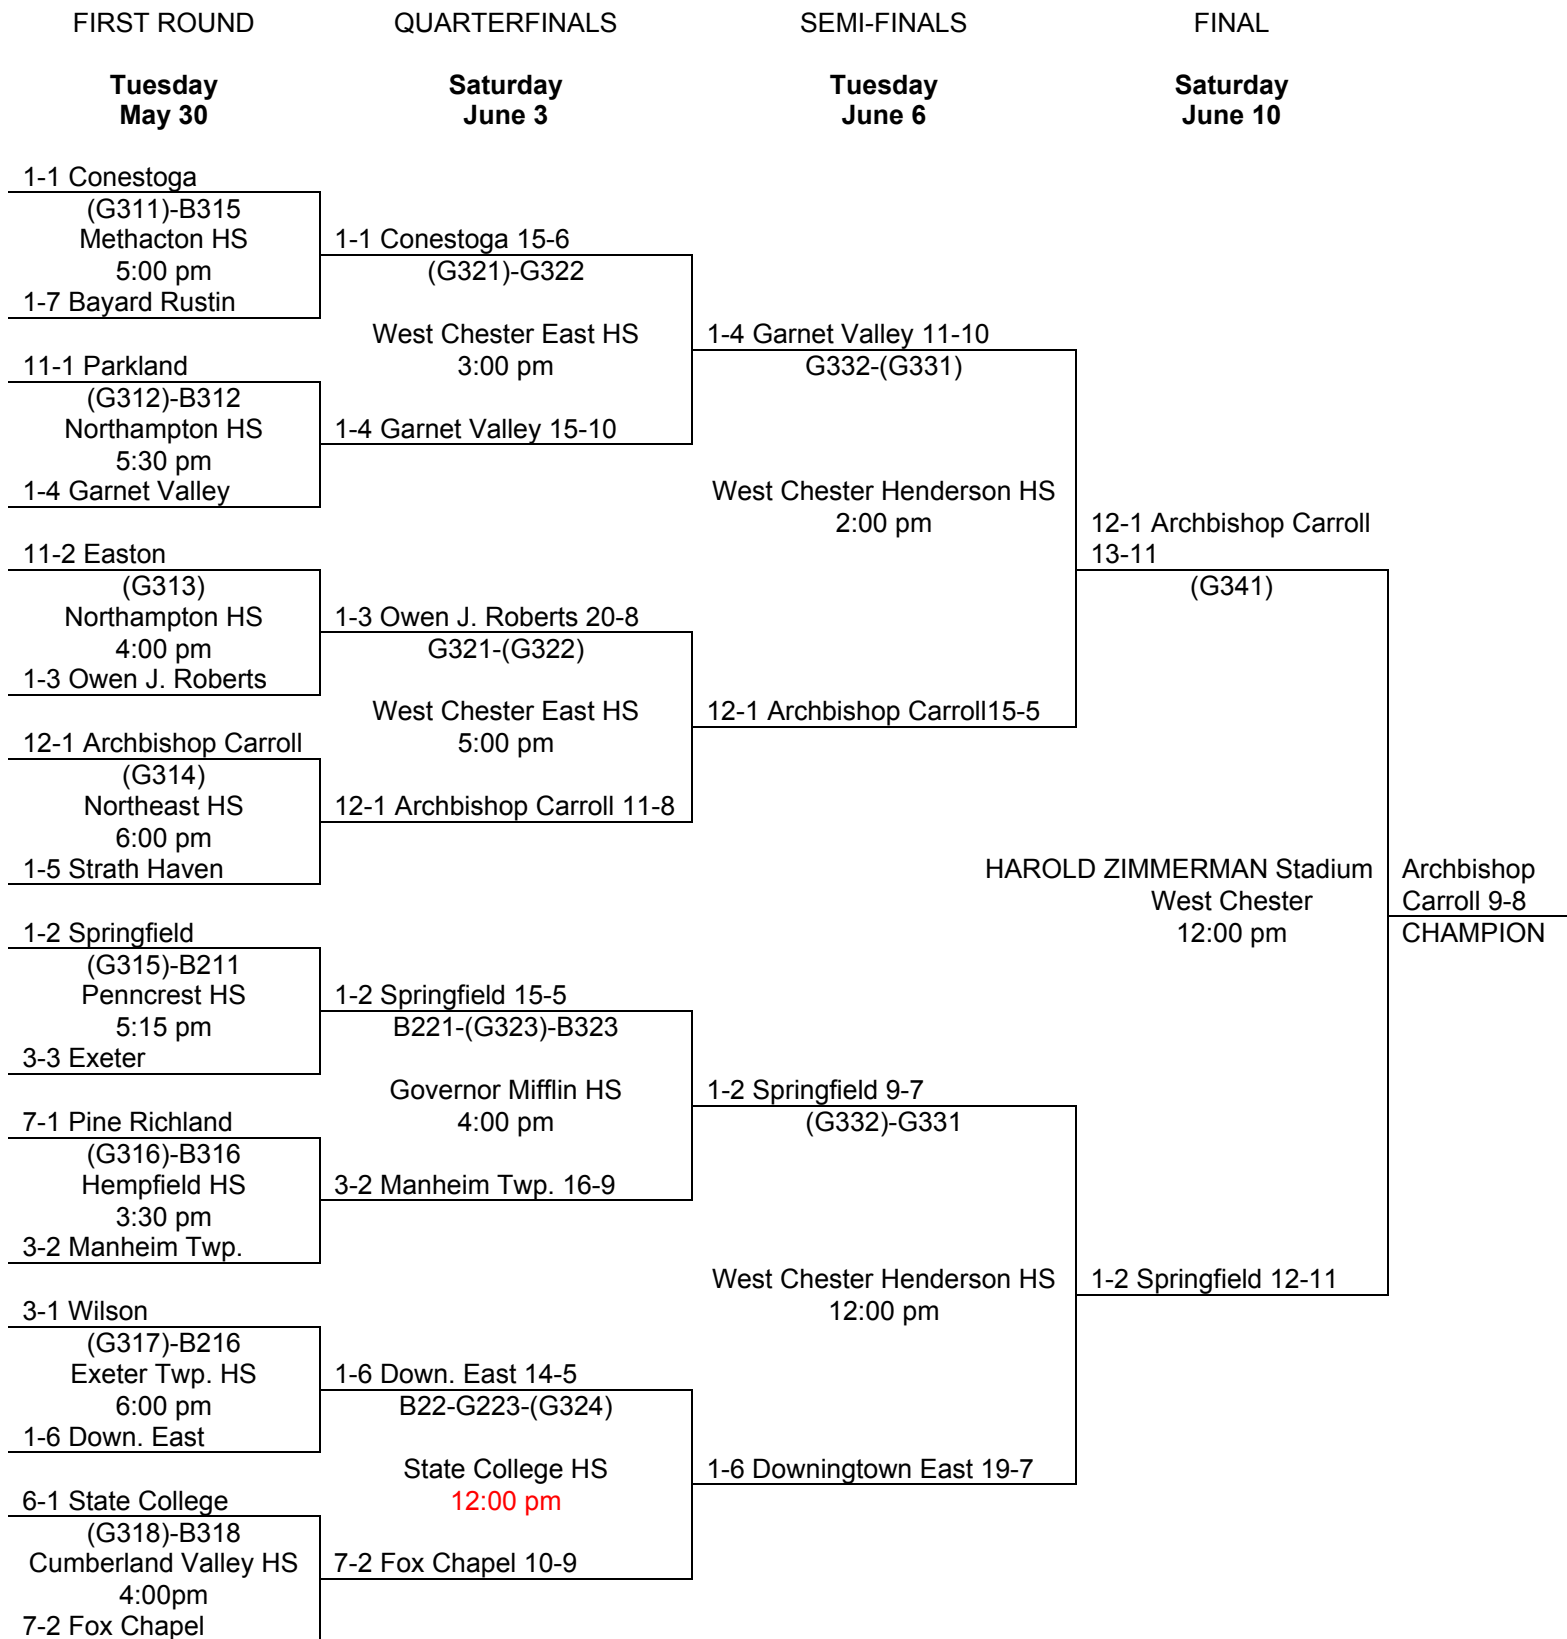 FIRST ROUND
QUARTERFINALS
SEMI-FINALS
FINAL
Tuesday
May 30
Saturday
June 3
Tuesday
June 6
Saturday
June 10
1-1 Conestoga
(G311)-B315
Methacton HS
5:00 pm
1-7 Bayard Rustin
11-1 Parkland
(G312)-B312
Northampton HS
5:30 pm
1-4 Garnet Valley
11-2 Easton
(G313)
Northampton HS
4:00 pm
1-3 Owen J. Roberts
12-1 Archbishop Carroll
(G314)
Northeast HS
6:00 pm
1-5 Strath Haven
1-2 Springfield
(G315)-B211
Penncrest HS
5:15 pm
3-3 Exeter
7-1 Pine Richland
(G316)-B316
Hempfield HS
3:30 pm
3-2 Manheim Twp.
3-1 Wilson
(G317)-B216
Exeter Twp. HS
6:00 pm
1-6 Down. East
6-1 State College
(G318)-B318
Cumberland Valley HS
4:00pm
7-2 Fox Chapel
1-1 Conestoga 15-6
(G321)-G322
West Chester East HS
3:00 pm
1-4 Garnet Valley 15-10
1-3 Owen J. Roberts 20-8
G321-(G322)
West Chester East HS
5:00 pm
12-1 Archbishop Carroll 11-8
1-2 Springfield 15-5
B221-(G323)-B323
Governor Mifflin HS
4:00 pm
3-2 Manheim Twp. 16-9
1-6 Down. East 14-5
B22-G223-(G324)
State College HS
12:00 pm
7-2 Fox Chapel 10-9
1-4 Garnet Valley 11-10
G332-(G331)
West Chester Henderson HS
2:00 pm
12-1 Archbishop Carroll15-5
1-2 Springfield 9-7
(G332)-G331
West Chester Henderson HS
12:00 pm
1-6 Downingtown East 19-7
12-1 Archbishop Carroll
13-11
(G341)
HAROLD ZIMMERMAN Stadium
West Chester
12:00 pm
1-2 Springfield 12-11
Archbishop
Carroll 9-8
CHAMPION